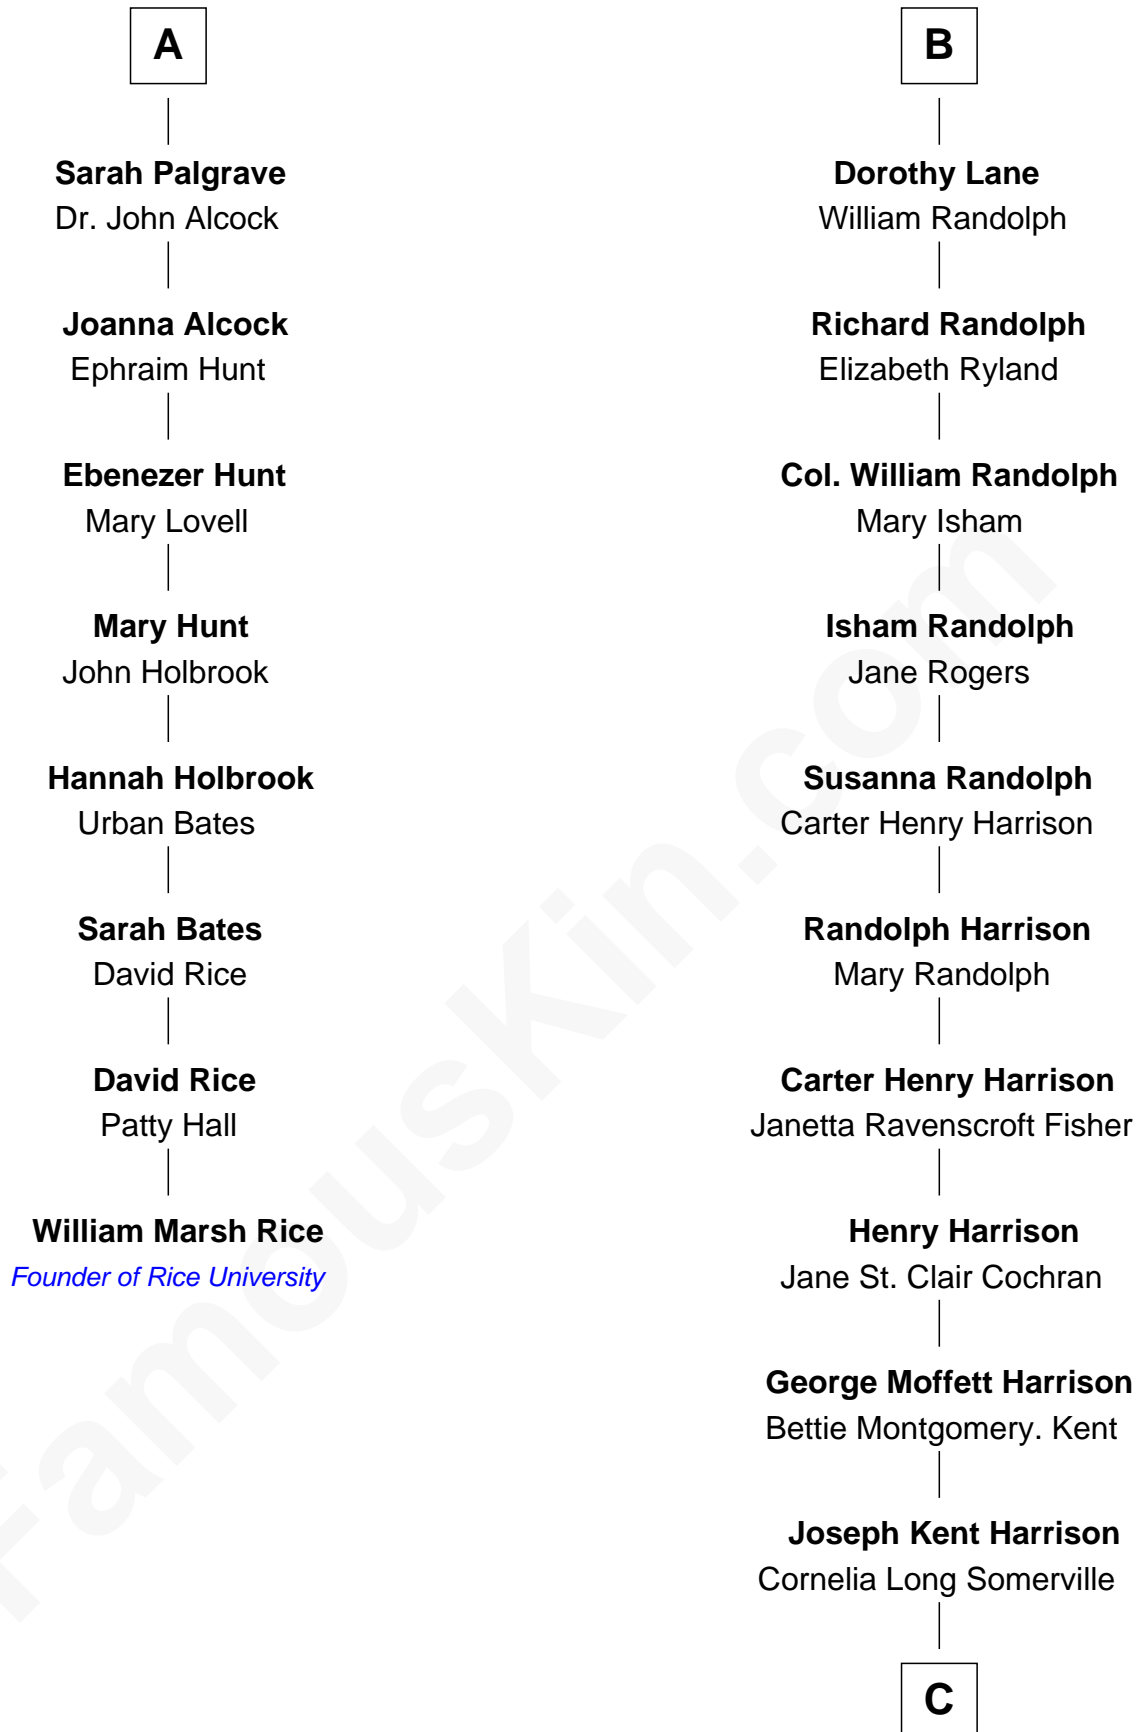 A
Sarah Palgrave
Dr. John Alcock
Joanna Alcock
Ephraim Hunt
Ebenezer Hunt
Mary Lovell
Mary Hunt
John Holbrook
Hannah Holbrook
Urban Bates
Sarah Bates
David Rice
David Rice
Patty Hall
William Marsh Rice
Founder of Rice University
B
Dorothy Lane
William Randolph
Richard Randolph
Elizabeth Ryland
Col. William Randolph
Mary Isham
Isham Randolph
Jane Rogers
Susanna Randolph
Carter Henry Harrison
Randolph Harrison
Mary Randolph
Carter Henry Harrison
Janetta Ravenscroft Fisher
Henry Harrison
Jane St. Clair Cochran
George Moffett Harrison
Bettie Montgomery. Kent
Joseph Kent Harrison
Cornelia Long Somerville
C
FamousKin.com